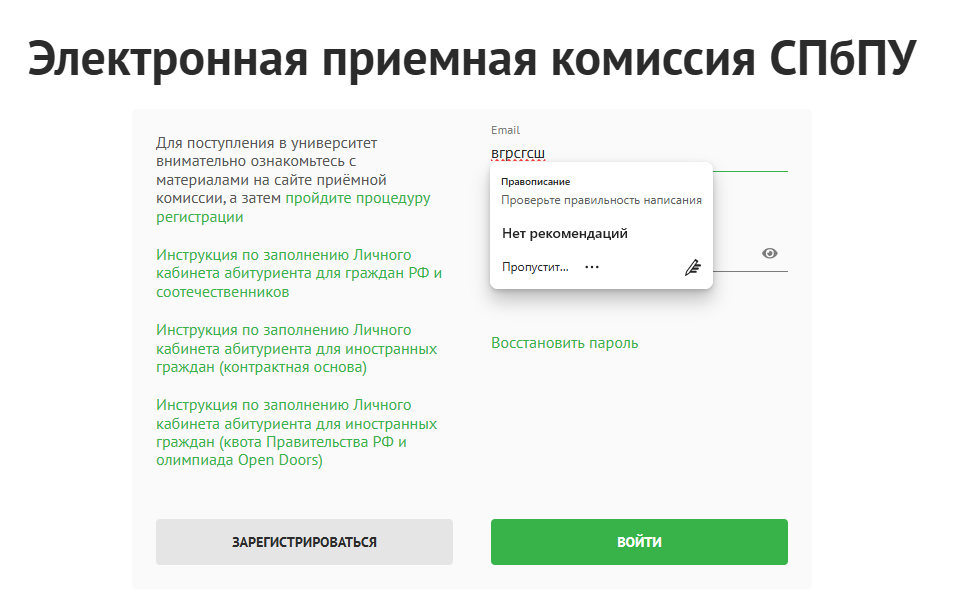 Электронная приемная комиссия СПбПУ
Для поступления в университет
внимательно ознакомьтесь с
материалами на сайте приёмной
комиссии, а затем пройдите процедуру
регистрации
Инструкция по заполнению Личного
кабинета абитуриента для граждан РФ и
соотечественников
Инструкция по заполнению Личного
кабинета абитуриента для иностранных
граждан (контрактная основа)
Инструкция по заполнению Личного
кабинета абитуриента для иностранных
граждан (квота Правительства РФ и
олимпиада Open Doors)
ЗАРЕГИСТРИРОВАТЬСЯ
Email
вгрсгсш
Правописание
Проверьте правильность написания
Нет рекомендаций
Пропустит... ...
Восстановить пароль
ВОЙТИ